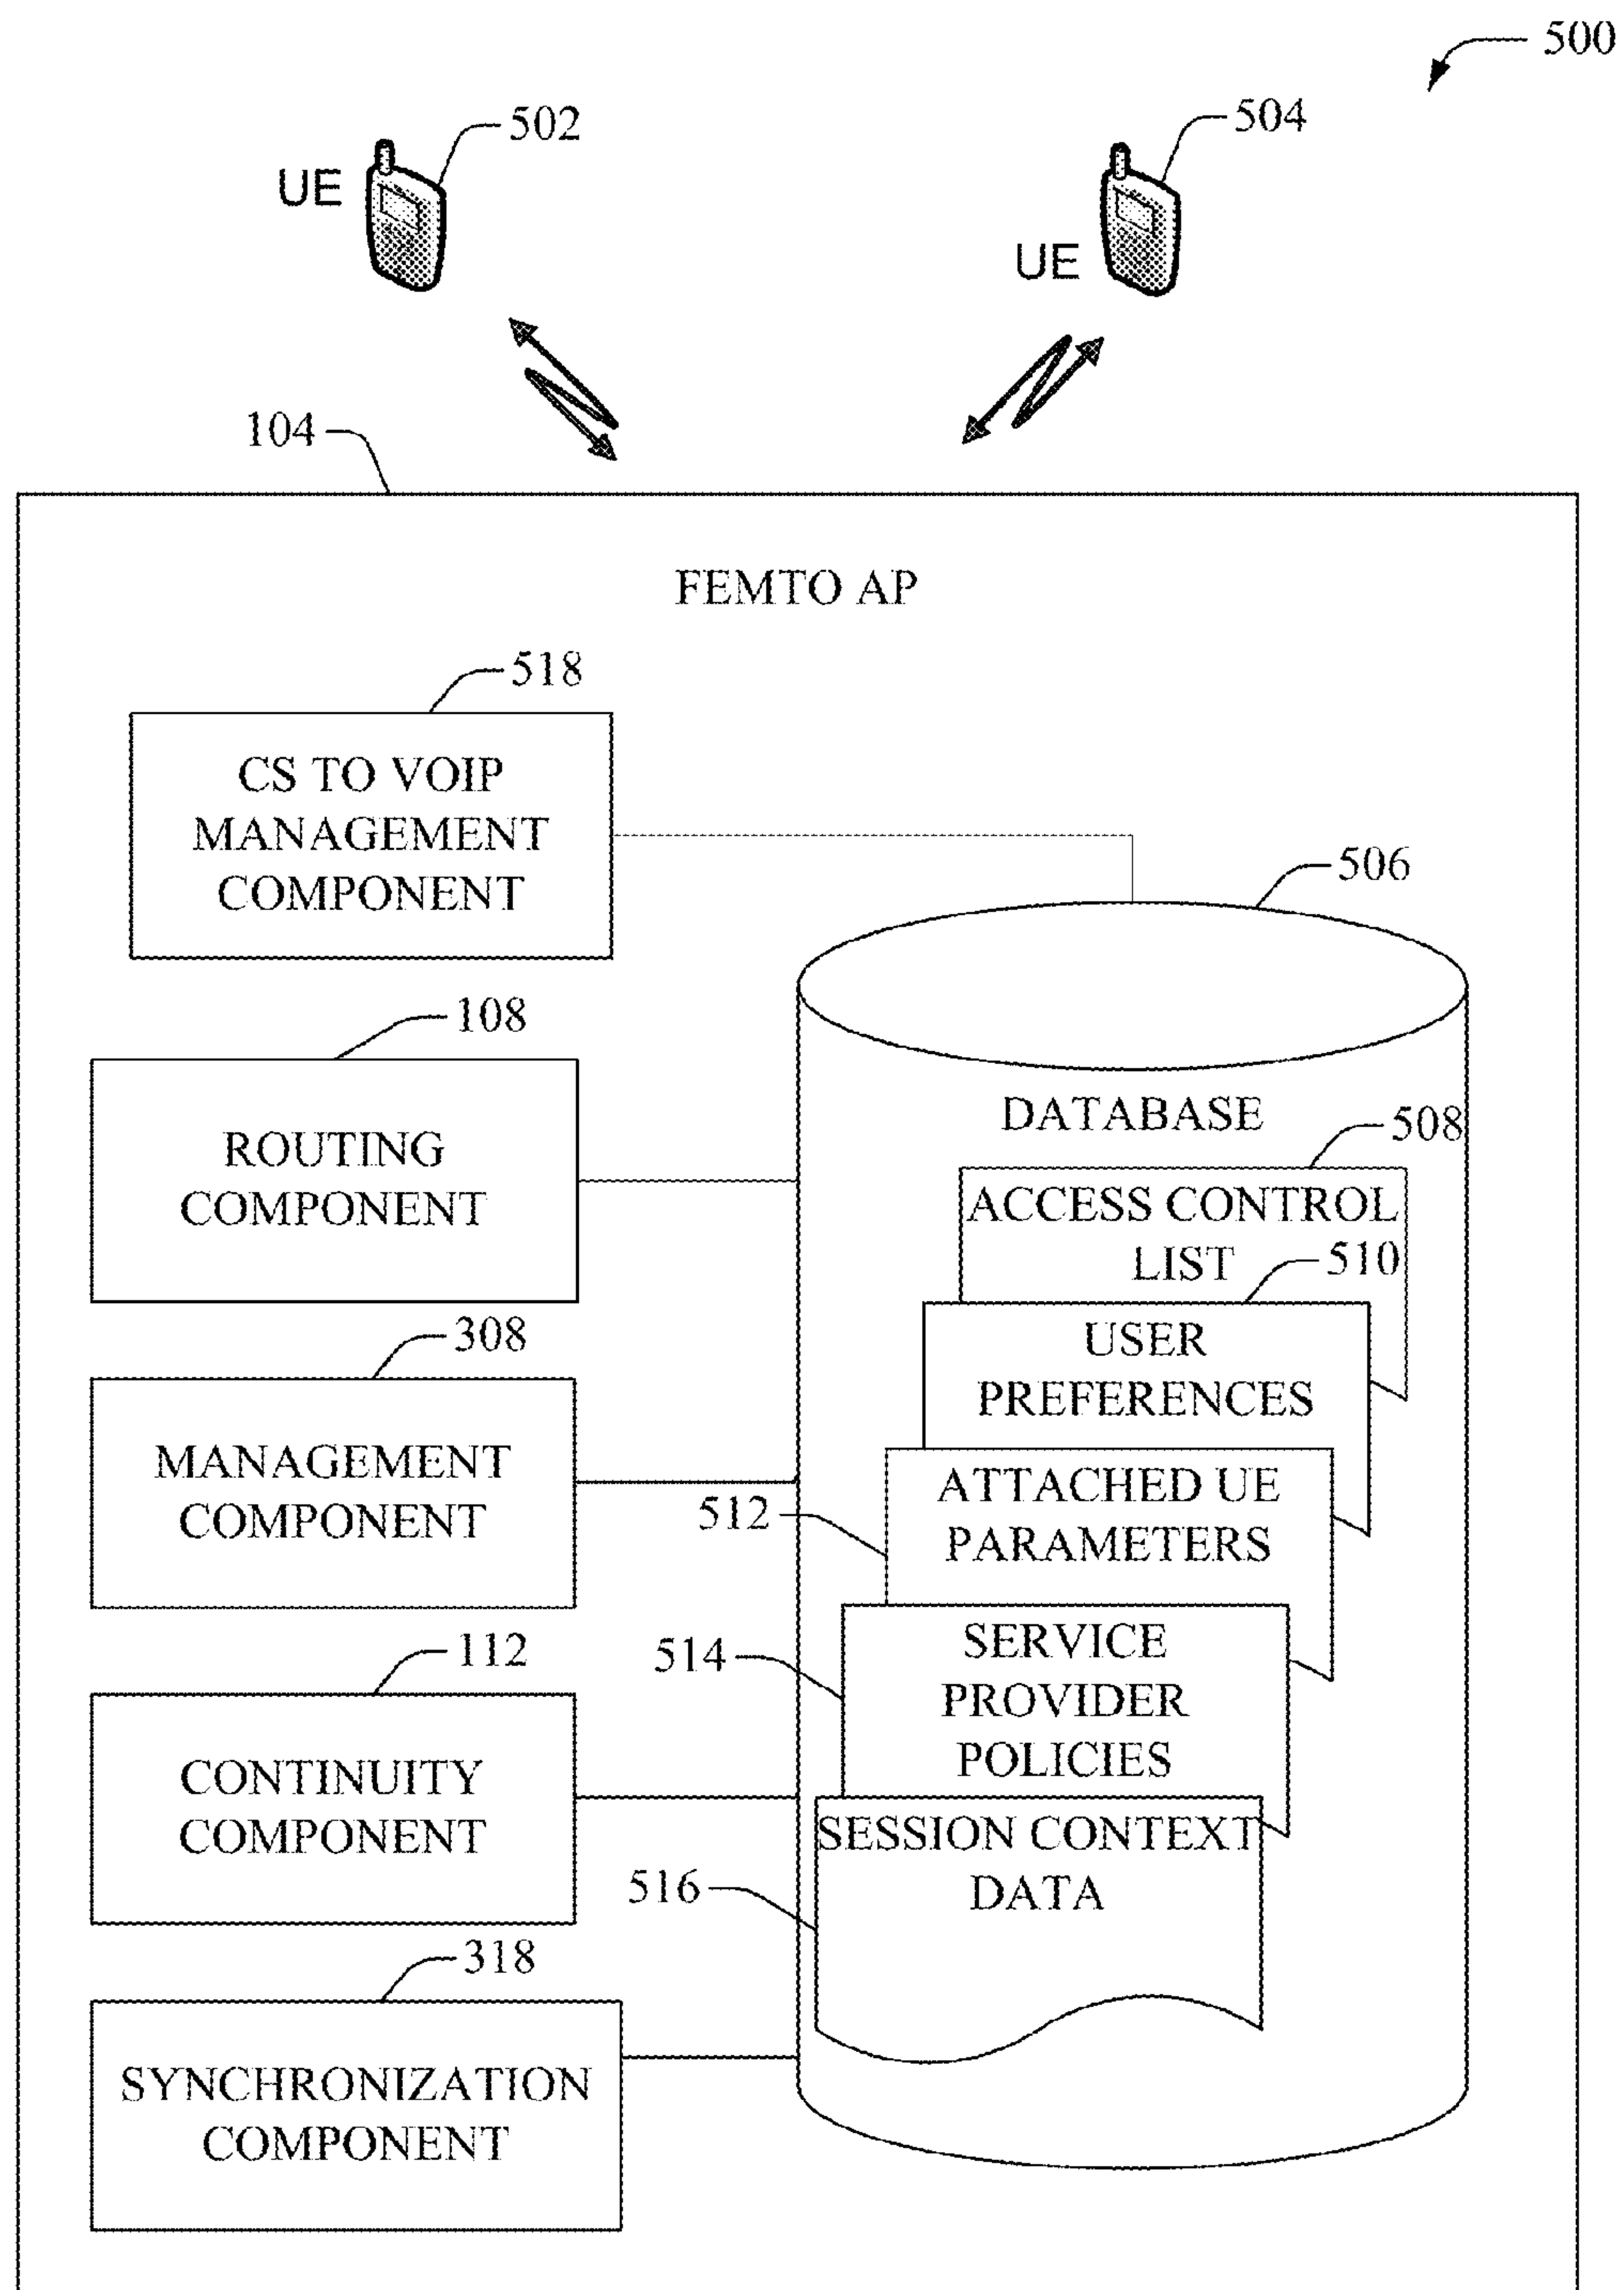 500
502
504
UE
UE
104
FEMTO AP
518
CS TO VOIP
MANAGEMENT
COMPONENT
506
108
ROUTING
COMPONENT
DATABASE
508
ACCESS CONTROL
LIST
510
USER
PREFERENCES
308
MANAGEMENT
COMPONENT
512
ATTACHED UE
PARAMETERS
112
CONTINUITY
COMPONENT
514
SERVICE
PROVIDER
POLICIES
516
SESSION CONTEXT
DATA
318
SYNCHRONIZATION
COMPONENT